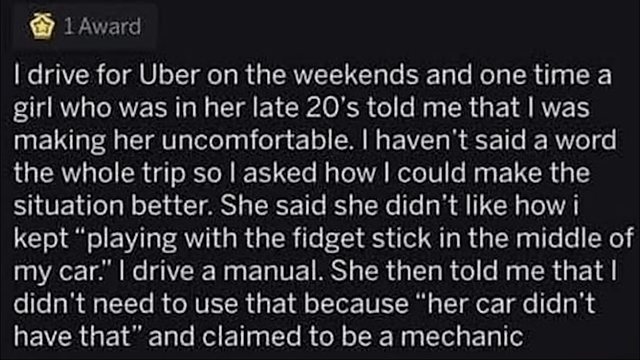 1 Award
I drive for Uber on the weekends and one time a
girl who was in her late 20's told me that I was
making her uncomfortable. I haven't said a word
the whole trip so I asked how I could make the
situation better. She said she didn't like how i
kept “playing with the fidget stick in the middle of
my car.” I drive a manual. She then told me that I
didn't need to use that because “her car didn't
have that” and claimed to be a mechanic